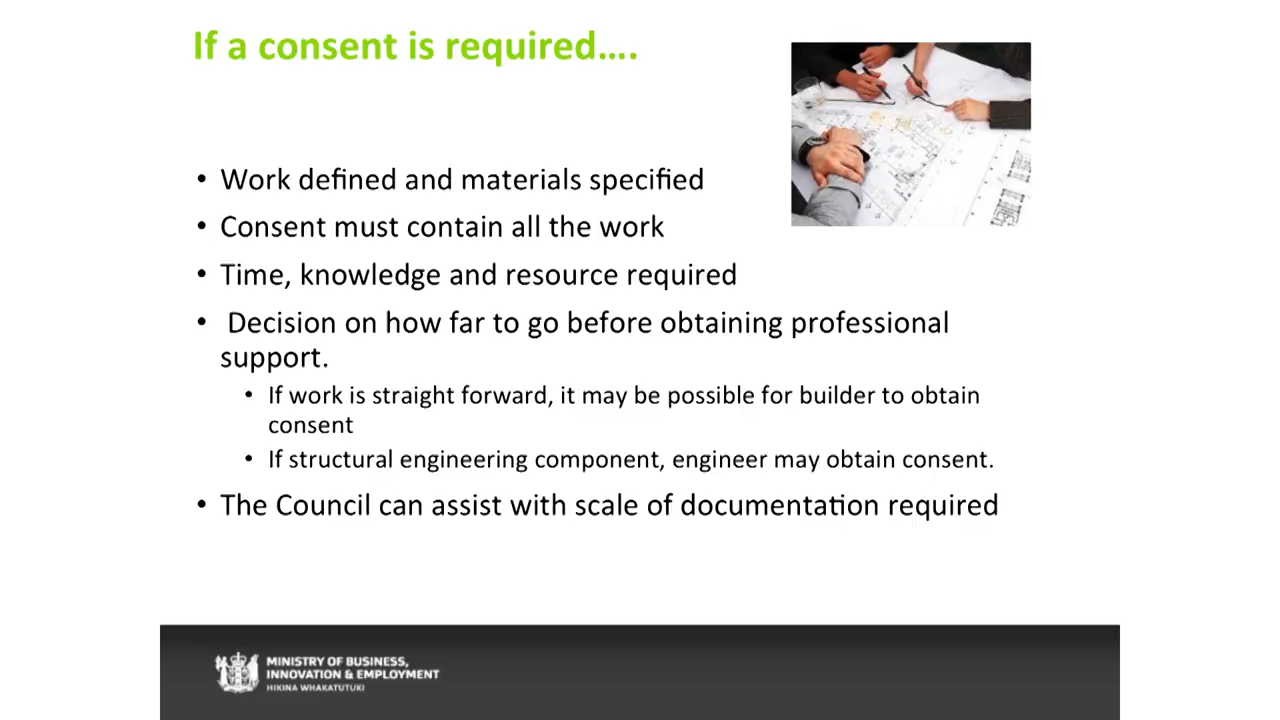 If a consent is required….
• Work defined and materials specified
• Consent must contain all the work
• Time, knowledge and resource required
• Decision on how far to go before obtaining professional
support.
• If work is straight forward, it may be possible for builder to obtain
consent
• If structural engineering component, engineer may obtain consent.
• The Council can assist with scale of documentation required
MINISTRY OF BUSINESS,
INNOVATION & EMPLOYMENT
HIKINA WHAKATUTUKI